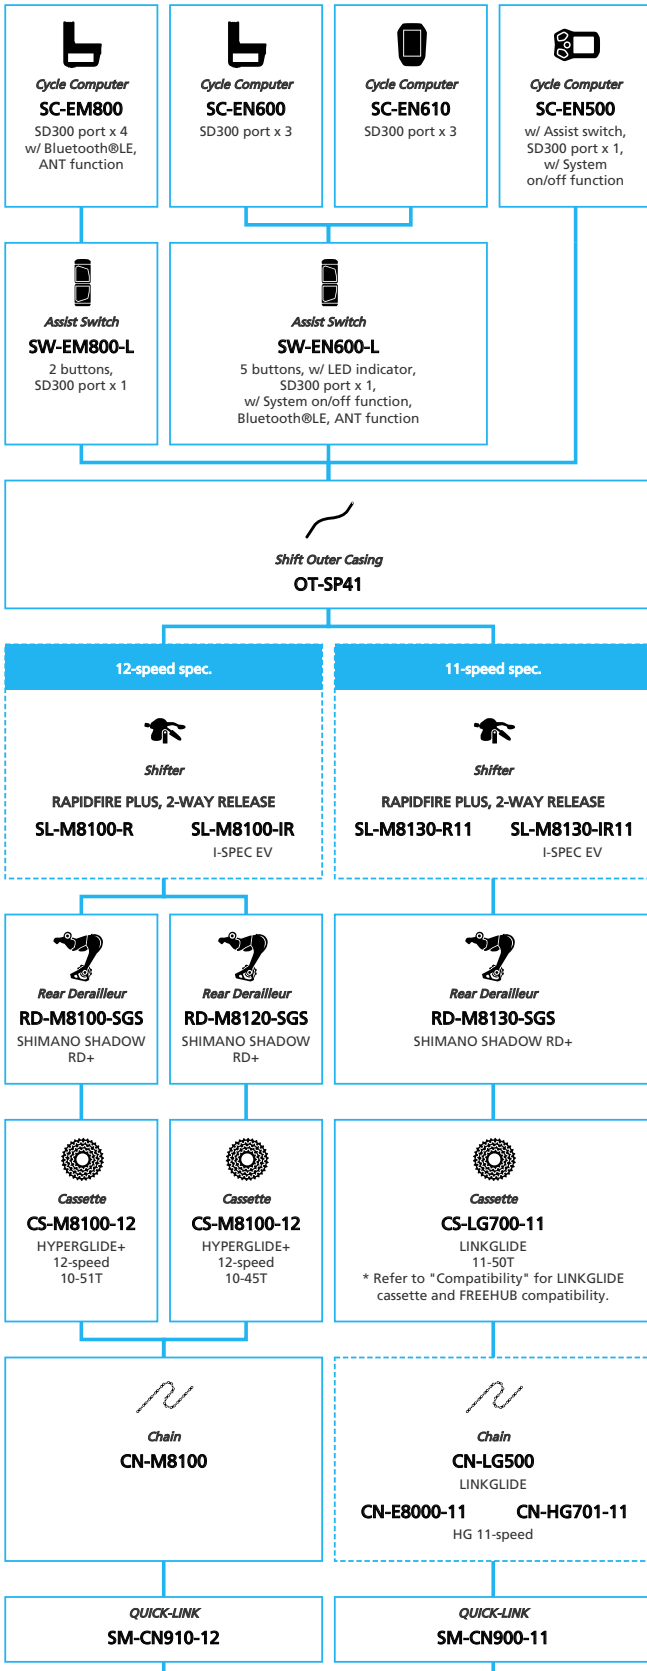 Cycle Computer
SC-EM800
SD300 port x 4
w/ Bluetooth®LE,
ANT function
Cycle Computer
SC-EN600
SD300 port x 3
Cycle Computer
SC-EN610
SD300 port x 3
Cycle Computer
SC-EN500
w/ Assist switch,
SD300 port x 1,
w/ System
on/off function
Assist Switch
SW-EM800-L
2 buttons,
SD300 port x 1
Assist Switch
SW-EN600-L
5 buttons, w/ LED indicator,
SD300 port x 1,
w/ System on/off function,
Bluetooth®LE, ANT function
Shift Outer Casing
OT-SP41
12-speed spec.
Shifter
RAPIDFIRE PLUS, 2-WAY RELEASE
SL-M8100-R SL-M8100-IR
I-SPEC EV
11-speed spec.
Shifter
RAPIDFIRE PLUS, 2-WAY RELEASE
SL-M8130-R11 SL-M8130-IR11
I-SPEC EV
Rear Derailleur
RD-M8100-SGS
SHIMANO SHADOW
RD+
Rear Derailleur
RD-M8120-SGS
SHIMANO SHADOW
RD+
Rear Derailleur
RD-M8130-SGS
SHIMANO SHADOW RD+
Cassette
CS-M8100-12
HYPERGLIDE+
12-speed
10-51T
Cassette
CS-M8100-12
HYPERGLIDE+
12-speed
10-45T
Cassette
CS-LG700-11
LINKGLIDE
11-50T
* Refer to "Compatibility" for LINKGLIDE
cassette and FREEHUB compatibility.
Chain
CN-M8100
Chain
CN-LG500
LINKGLIDE
CN-E8000-11 CN-HG701-11
HG 11-speed
QUICK-LINK
SM-CN910-12
QUICK-LINK
SM-CN900-11